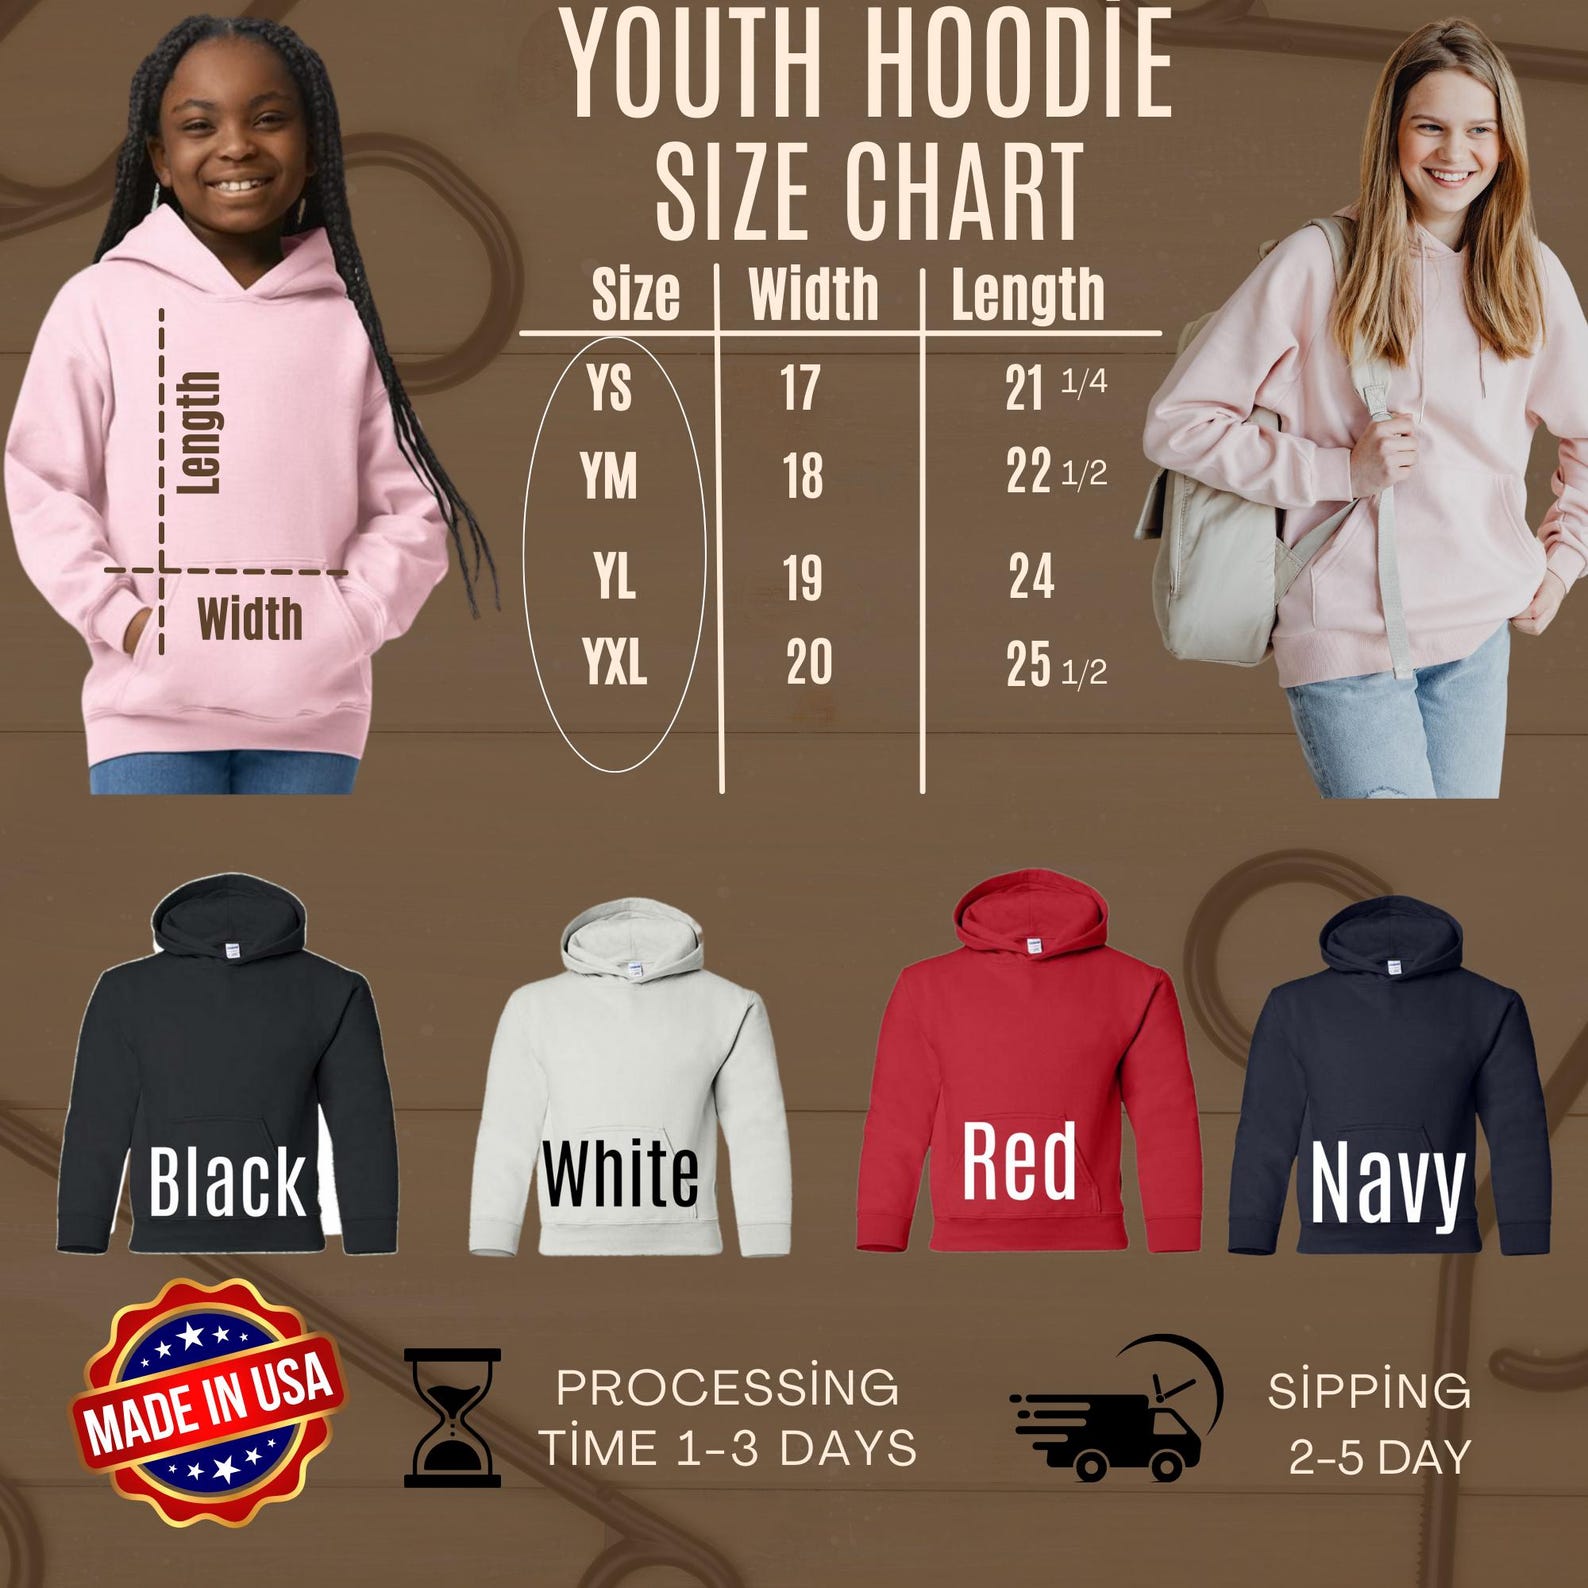 YOUTH HOODİE
SIZE CHART
Size Width Length
YS 17 21 1/4
YM 18 22 1/2
YL 19 24
YXL 20 25 1/2
Length
Width
Black
White
Red
Navy
MADE IN USA
PROCESSİNG
TİME 1-3 DAYS
SİPPİNG
2-5 DAY